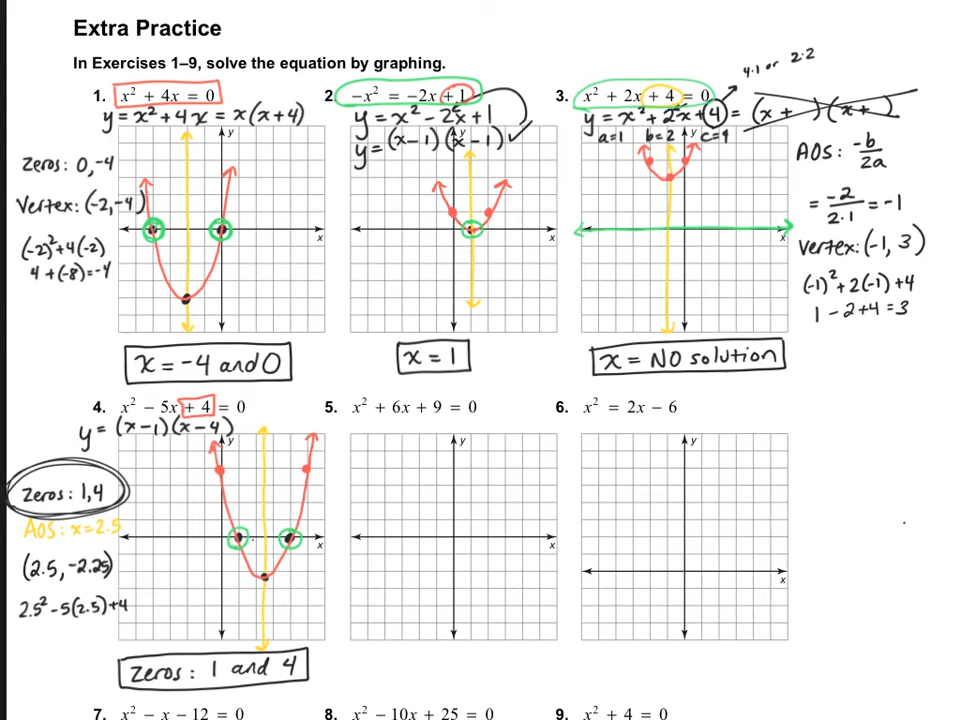 Extra Practice
In Exercises 1–9, solve the equation by graphing.
4·1 or 2·2
1. x² + 4x = 0
2. -x² = -2x + 1
3. x² + 2x + 4 = 0
y = x² + 4x = x(x+4)
y = x² - 2x + 1
y = x² + 2x + 4 = (x + )(x + )
y = (x-1)(x-1) ✓
a=1 b=2 c=4
y
y
y
Zeros: 0,-4
AOS: -b/2a
Vertex: (-2,-4)
= -2/2·1 = -1
x
x
x
(-2)²+4(-2)
4+(-8)=-4
Vertex: (-1, 3)
(-1)²+2(-1)+4
1-2+4=3
x = -4 and 0
x = 1
x = NO solution
4. x² − 5x + 4 = 0
5. x² + 6x + 9 = 0
6. x² = 2x − 6
y = (x-1)(x-4)
y
y
y
Zeros: 1,4
AOS: x=2.5
x
x
x
(2.5, -2.25)
2.5² - 5(2.5)+4
Zeros: 1 and 4
7. x² − x − 12 = 0
8. x² − 10x + 25 = 0
9. x² + 4 = 0